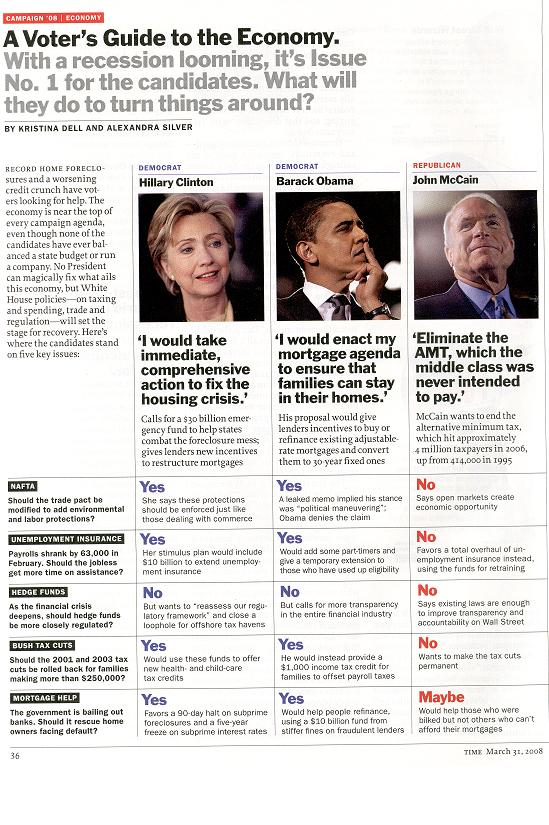 CAMPAIGN '08 | ECONOMY
A Voter's Guide to the Economy.
With a recession looming, it's Issue
No. 1 for the candidates. What will
they do to turn things around?
BY KRISTINA DELL AND ALEXANDRA SILVER
RECORD HOME FORECLO-
sures and a worsening
credit crunch have vot-
ers looking for help. The
economy is near the top of
every campaign agenda,
even though none of the
candidates have ever bal-
anced a state budget or run
a company. No President
can magically fix what ails
this economy, but White
House policies—on taxing
and spending, trade and
regulation—will set the
stage for recovery. Here's
where the candidates stand
on five key issues:
DEMOCRAT
Hillary Clinton
'I would take
immediate,
comprehensive
action to fix the
housing crisis.'
Calls for a $30 billion emer-
gency fund to help states
combat the foreclosure mess;
gives lenders new incentives
to restructure mortgages
DEMOCRAT
Barack Obama
'I would enact my
mortgage agenda
to ensure that
families can stay
in their homes.'
His proposal would give
lenders incentives to buy or
refinance existing adjustable-
rate mortgages and convert
them to 30-year fixed ones
REPUBLICAN
John McCain
'Eliminate the
AMT, which the
middle class was
never intended
to pay.'
McCain wants to end the
alternative minimum tax,
which hit approximately
4 million taxpayers in 2006,
up from 414,000 in 1995
NAFTA
Should the trade pact be
modified to add environmental
and labor protections?
Yes
She says these protections
should be enforced just like
those dealing with commerce
Yes
A leaked memo implied his stance
was "political maneuvering";
Obama denies the claim
No
Says open markets create
economic opportunity
UNEMPLOYMENT INSURANCE
Payrolls shrank by 63,000 in
February. Should the jobless
get more time on assistance?
Yes
Her stimulus plan would include
$10 billion to extend unemploy-
ment insurance
Yes
Would add some part-timers and
give a temporary extension to
those who have used up eligibility
No
Favors a total overhaul of un-
employment insurance instead,
using the funds for retraining
HEDGE FUNDS
As the financial crisis
deepens, should hedge funds
be more closely regulated?
No
But wants to "reassess our regu-
latory framework" and close a
loophole for offshore tax havens
No
But calls for more transparency
in the entire financial industry
No
Says existing laws are enough
to improve transparency and
accountability on Wall Street
BUSH TAX CUTS
Should the 2001 and 2003 tax
cuts be rolled back for families
making more than $250,000?
Yes
Would use these funds to offer
new health- and child-care
tax credits
Yes
He would instead provide a
$1,000 income tax credit for
families to offset payroll taxes
No
Wants to make the tax cuts
permanent
MORTGAGE HELP
The government is bailing out
banks. Should it rescue home
owners facing default?
Yes
Favors a 90-day halt on subprime
foreclosures and a five-year
freeze on subprime interest rates
Yes
Would help people refinance,
using a $10 billion fund from
stiffer fines on fraudulent lenders
Maybe
Would help those who were
bilked but not others who can't
afford their mortgages
36
TIME March 31, 2008